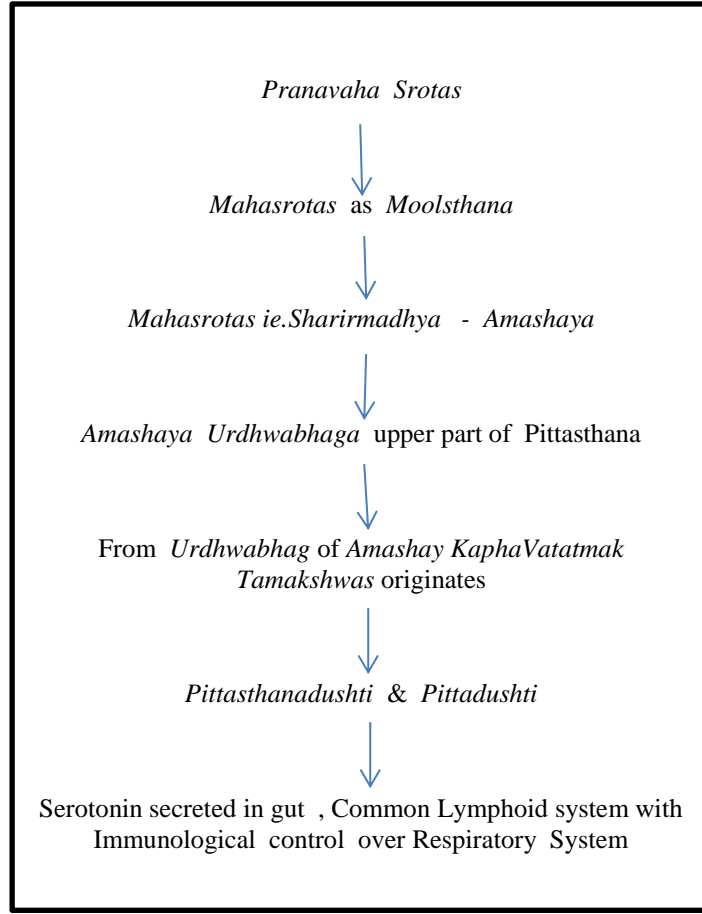 Pranavaha Srotas
Mahasrotas as Moolsthana
Mahasrotas ie.Sharirmadhya - Amashaya
Amashaya Urdhwabhaga upper part of Pittasthana
From Urdhwabhag of Amashay KaphaVatatmak
Tamakshwas originates
Pittasthanadushti & Pittadushti
Serotonin secreted in gut , Common Lymphoid system with
Immunological control over Respiratory System